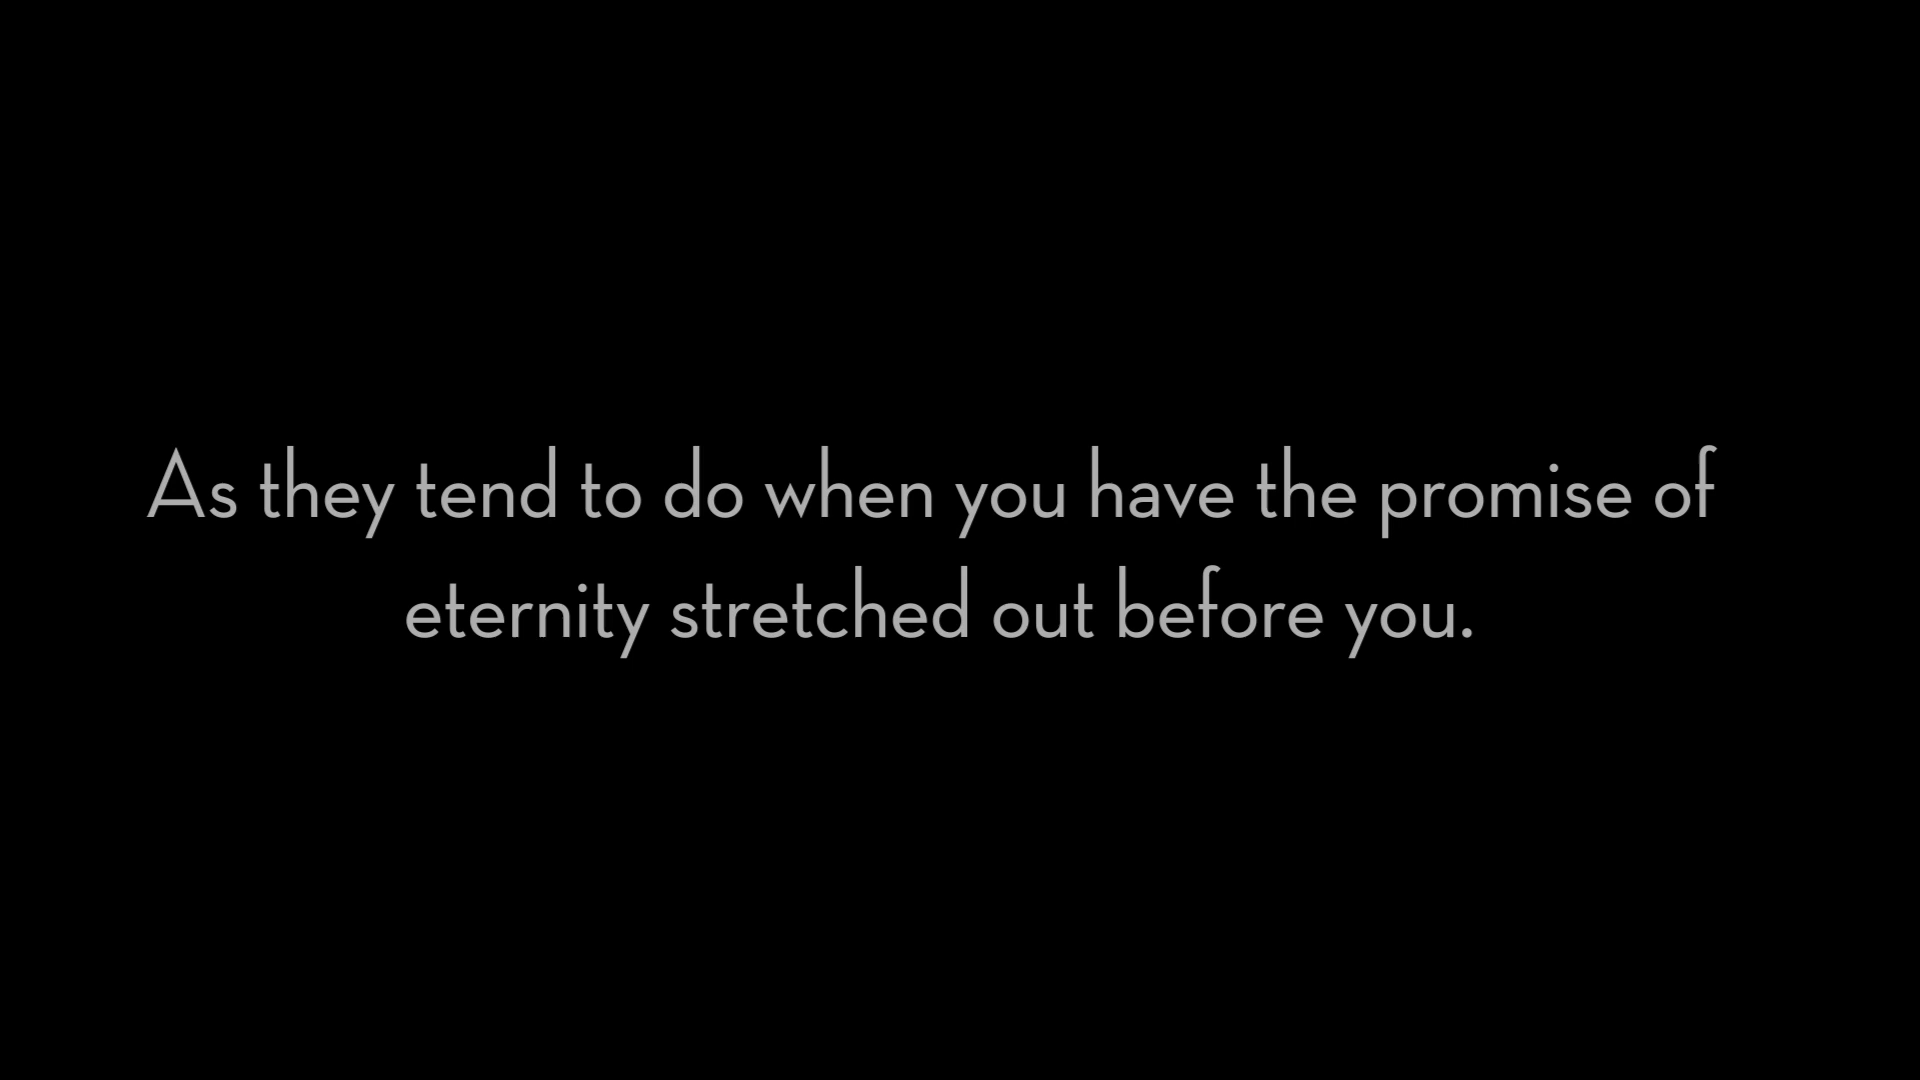 As they tend to do when you have the promise of
eternity stretched out before you.